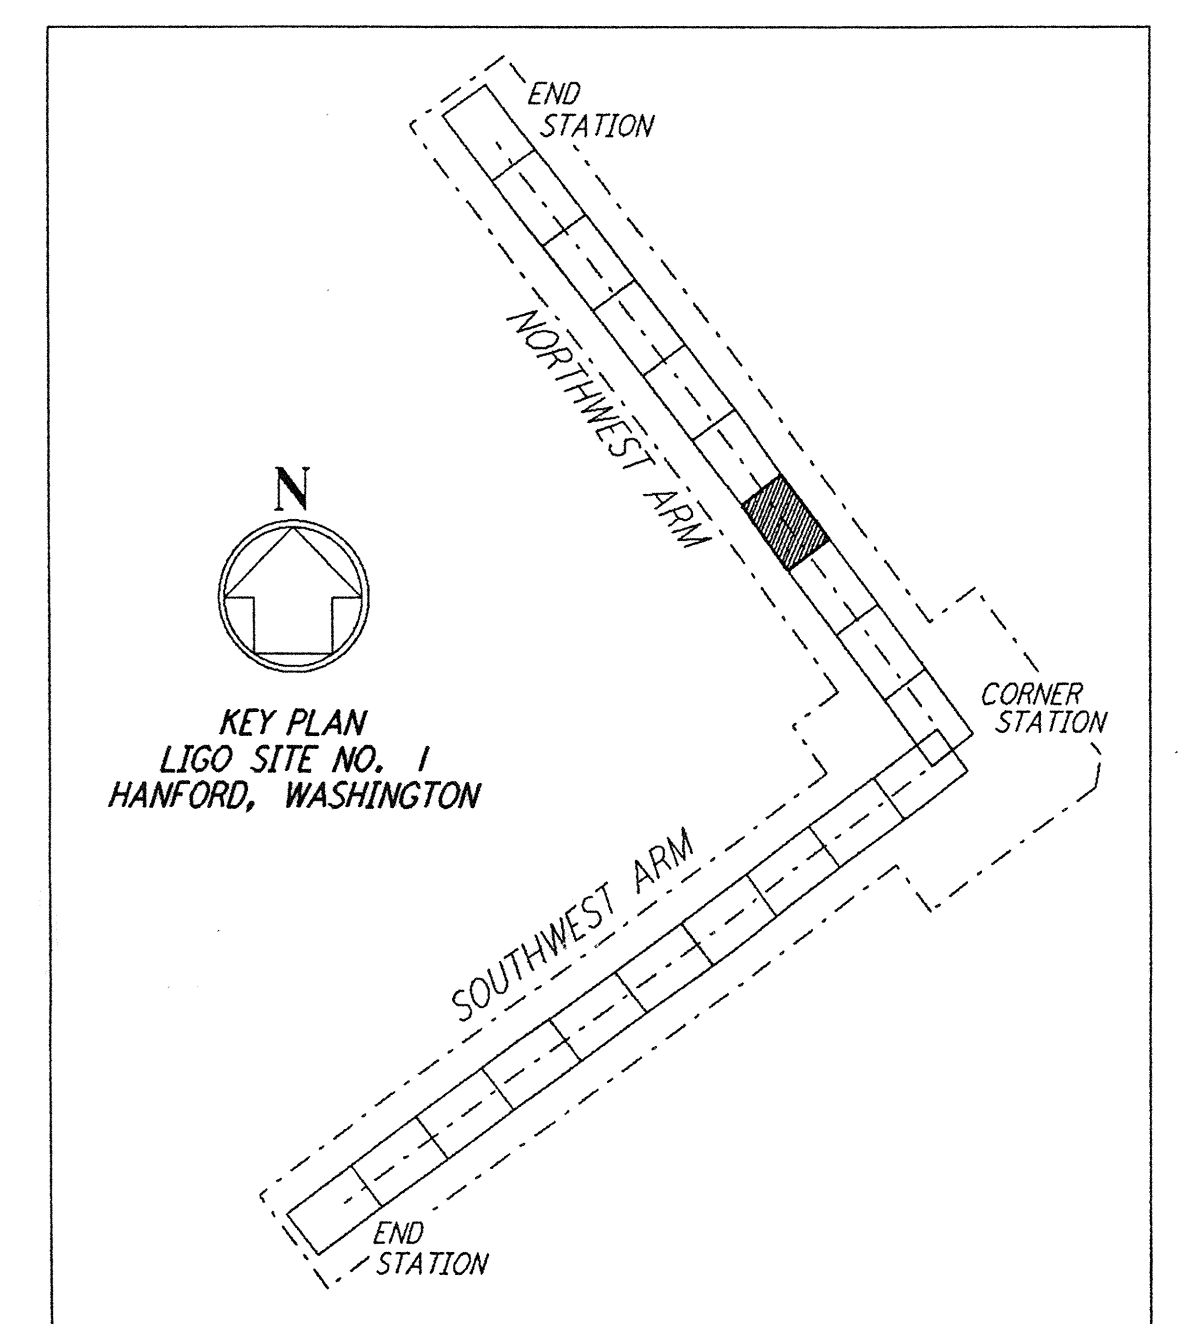 END
STATION
NORTHWEST ARM
N
CORNER
STATION
KEY PLAN
LIGO SITE NO. 1
HANFORD, WASHINGTON
SOUTHWEST ARM
END
STATION